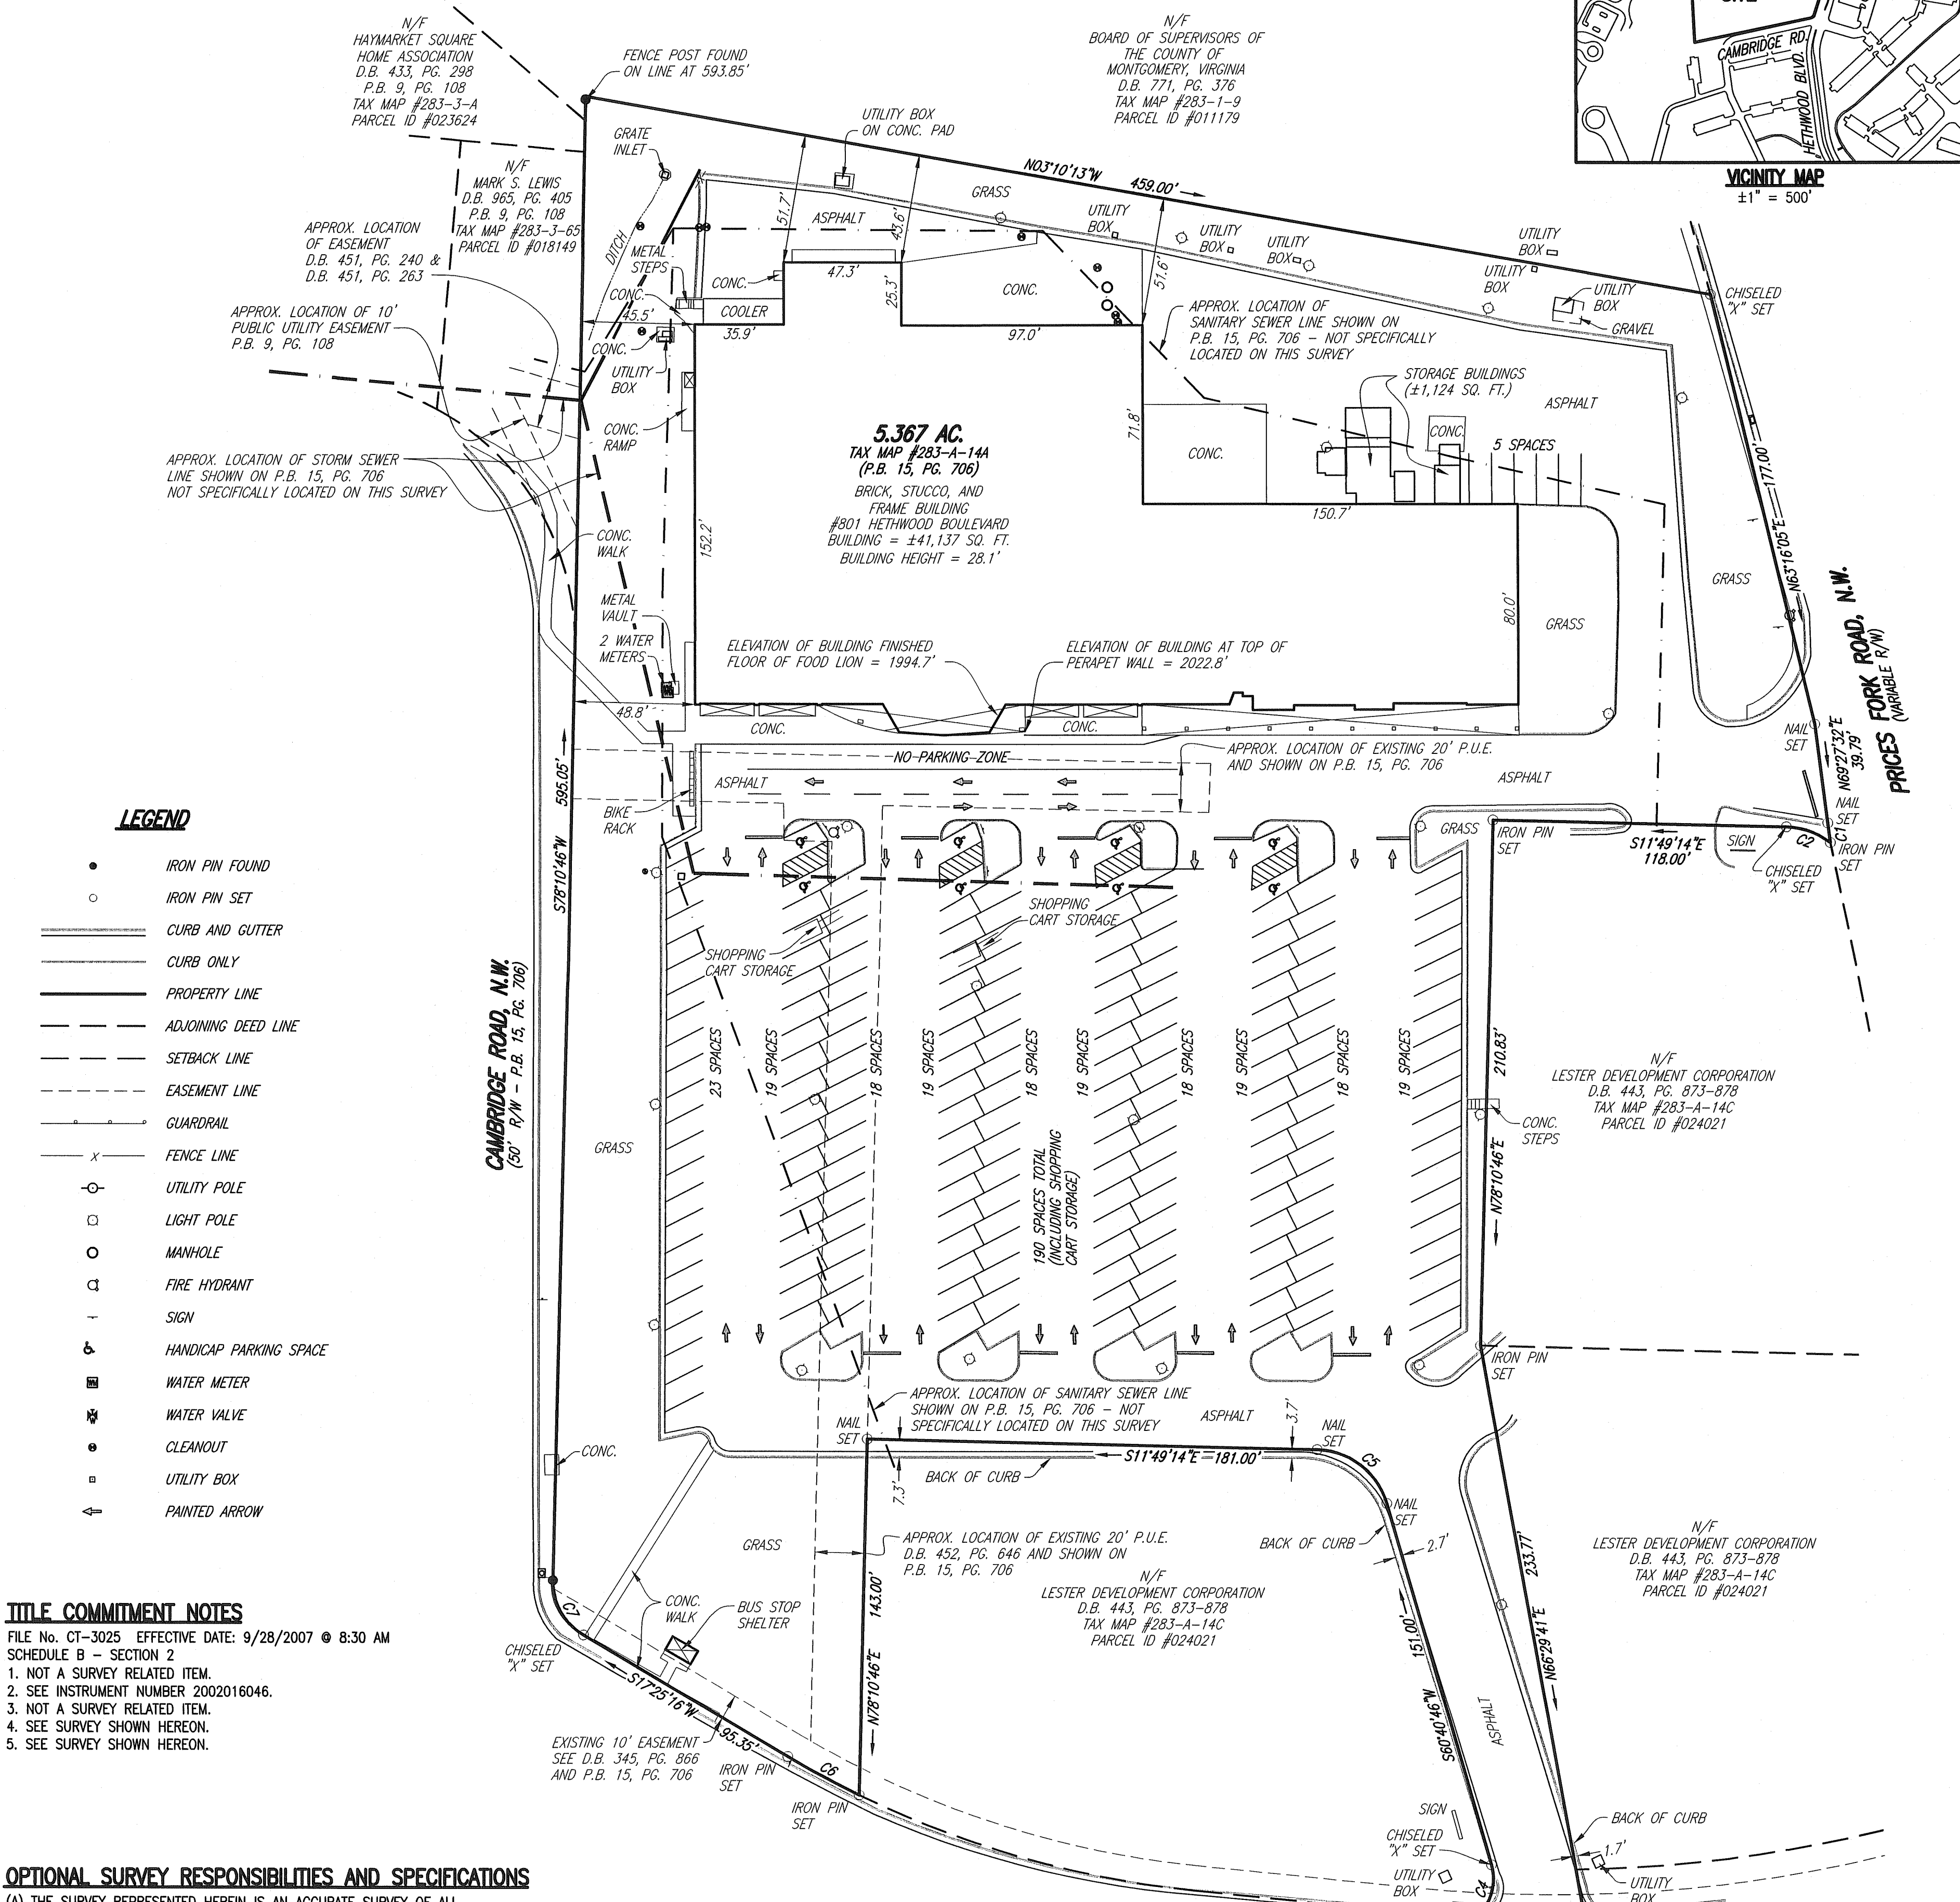 N/F
HAYMARKET SQUARE
HOME ASSOCIATION
D.B. 433, PG. 298
P.B. 9, PG. 108
TAX MAP #283-3-A
PARCEL ID #023624
FENCE POST FOUND
ON LINE AT 593.85'
N/F
BOARD OF SUPERVISORS OF
THE COUNTY OF
MONTGOMERY, VIRGINIA
D.B. 771, PG. 376
TAX MAP #283-1-9
PARCEL ID #011179
CAMBRIDGE RD.
HETHWOOD BLVD.
VICINITY MAP
±1" = 500'
UTILITY BOX
ON CONC. PAD
GRATE
INLET
N/F
MARK S. LEWIS
D.B. 965, PG. 405
P.B. 9, PG. 108
TAX MAP #283-3-65
PARCEL ID #018149
N03°10'13"W 459.00'
GRASS
ASPHALT
51.7'
43.6'
APPROX. LOCATION
OF EASEMENT
D.B. 451, PG. 240 &
D.B. 451, PG. 263
DITCH
METAL
STEPS
UTILITY
BOX
UTILITY
BOX
UTILITY
BOX
UTILITY
BOX
UTILITY
BOX
UTILITY
BOX
GRAVEL
CHISELED
"X" SET
CONC.
CONC.
COOLER
47.3'
25.3'
CONC.
51.6'
45.5'
35.9'
97.0'
APPROX. LOCATION OF 10'
PUBLIC UTILITY EASEMENT
P.B. 9, PG. 108
CONC.
UTILITY
BOX
APPROX. LOCATION OF
SANITARY SEWER LINE SHOWN ON
P.B. 15, PG. 706 - NOT SPECIFICALLY
LOCATED ON THIS SURVEY
STORAGE BUILDINGS
(±1,124 SQ. FT.)
ASPHALT
CONC.
RAMP
71.8'
CONC.
CONC.
5 SPACES
5.367 AC.
TAX MAP #283-A-14A
(P.B. 15, PG. 706)
BRICK, STUCCO, AND
FRAME BUILDING
#801 HETHWOOD BOULEVARD
BUILDING = ±41,137 SQ. FT.
BUILDING HEIGHT = 28.1'
APPROX. LOCATION OF STORM SEWER
LINE SHOWN ON P.B. 15, PG. 706
NOT SPECIFICALLY LOCATED ON THIS SURVEY
150.7'
N63°16'05"E 177.00'
CONC.
WALK
152.2'
GRASS
METAL
VAULT
2 WATER
METERS
80.0'
GRASS
PRICES FORK ROAD, N.W.
(VARIABLE R/W)
ELEVATION OF BUILDING FINISHED
FLOOR OF FOOD LION = 1994.7'
ELEVATION OF BUILDING AT TOP OF
PERAPET WALL = 2022.8'
48.8'
CONC.
CONC.
NAIL
SET
N69°27'32"E
39.79'
NO PARKING ZONE
APPROX. LOCATION OF EXISTING 20' P.U.E.
AND SHOWN ON P.B. 15, PG. 706
ASPHALT
ASPHALT
BIKE
RACK
S78°10'46"W 595.05'
GRASS
IRON PIN
SET
S11°49'14"E
118.00'
SIGN
C2
C1
NAIL
SET
IRON PIN
SET
CHISELED
"X" SET
LEGEND
IRON PIN FOUND
IRON PIN SET
CURB AND GUTTER
CURB ONLY
PROPERTY LINE
ADJOINING DEED LINE
SETBACK LINE
EASEMENT LINE
GUARDRAIL
X
FENCE LINE
UTILITY POLE
LIGHT POLE
MANHOLE
FIRE HYDRANT
SIGN
HANDICAP PARKING SPACE
WATER METER
WATER VALVE
CLEANOUT
UTILITY BOX
PAINTED ARROW
SHOPPING
CART STORAGE
SHOPPING
CART STORAGE
CAMBRIDGE ROAD, N.W.
(50' R/W - P.B. 15, PG. 706)
GRASS
23 SPACES
19 SPACES
18 SPACES
19 SPACES
18 SPACES
19 SPACES
18 SPACES
19 SPACES
18 SPACES
19 SPACES
190 SPACES TOTAL
(INCLUDING SHOPPING
CART STORAGE)
210.83'
N78°10'46"E
CONC.
STEPS
N/F
LESTER DEVELOPMENT CORPORATION
D.B. 443, PG. 873-878
TAX MAP #283-A-14C
PARCEL ID #024021
IRON PIN
SET
APPROX. LOCATION OF SANITARY SEWER LINE
SHOWN ON P.B. 15, PG. 706 - NOT
SPECIFICALLY LOCATED ON THIS SURVEY
ASPHALT
3.7'
NAIL
SET
NAIL
SET
S11°49'14"E 181.00'
BACK OF CURB
7.3'
C5
NAIL
SET
BACK OF CURB
2.7'
CONC.
GRASS
APPROX. LOCATION OF EXISTING 20' P.U.E.
D.B. 452, PG. 646 AND SHOWN ON
P.B. 15, PG. 706
N/F
LESTER DEVELOPMENT CORPORATION
D.B. 443, PG. 873-878
TAX MAP #283-A-14C
PARCEL ID #024021
N/F
LESTER DEVELOPMENT CORPORATION
D.B. 443, PG. 873-878
TAX MAP #283-A-14C
PARCEL ID #024021
233.77'
N66°29'41"E
151.00'
S60°40'46"W
ASPHALT
143.00'
N78°10'46"E
CONC.
WALK
BUS STOP
SHELTER
C7
CHISELED
"X" SET
S17°25'16"W 95.35'
EXISTING 10' EASEMENT
SEE D.B. 345, PG. 866
AND P.B. 15, PG. 706
IRON PIN
SET
C6
IRON PIN
SET
SIGN
CHISELED
"X" SET
UTILITY
BOX
C4
BACK OF CURB
1.7'
UTILITY
BOX
TITLE COMMITMENT NOTES
FILE No. CT-3025 EFFECTIVE DATE: 9/28/2007 @ 8:30 AM
SCHEDULE B - SECTION 2
1. NOT A SURVEY RELATED ITEM.
2. SEE INSTRUMENT NUMBER 2002016046.
3. NOT A SURVEY RELATED ITEM.
4. SEE SURVEY SHOWN HEREON.
5. SEE SURVEY SHOWN HEREON.
OPTIONAL SURVEY RESPONSIBILITIES AND SPECIFICATIONS
(A) THE SURVEY REPRESENTED HEREIN IS AN ACCURATE SURVEY OF ALL